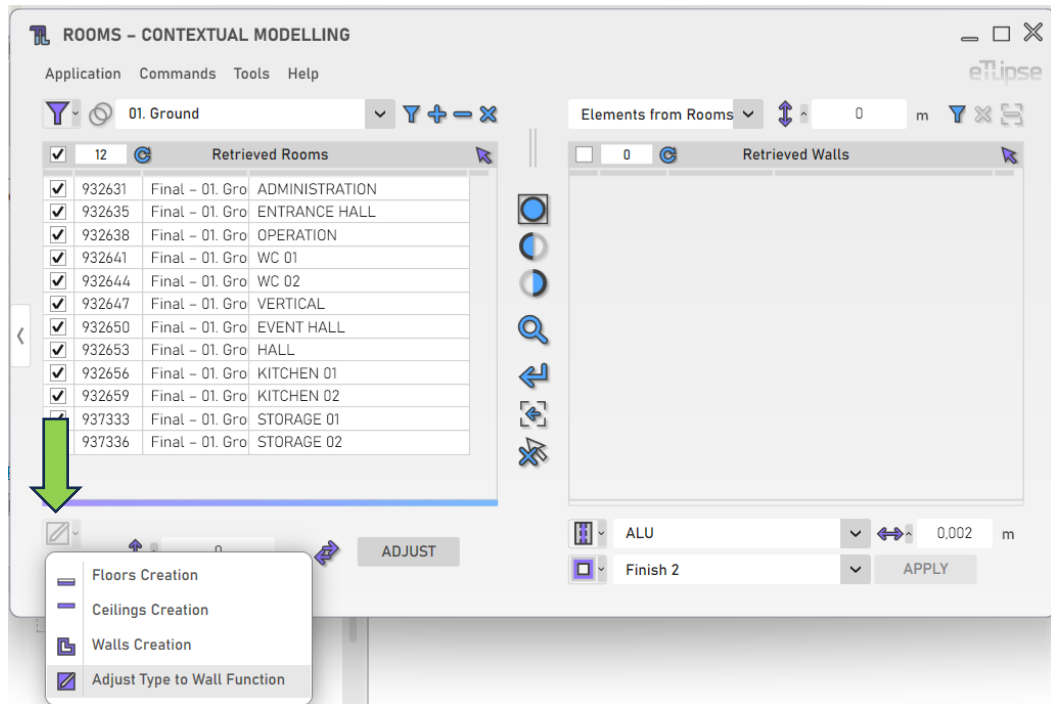 ROOMS – CONTEXTUAL MODELLING
Application Commands Tools Help
eTLipse
01. Ground
Elements from Rooms
0 m
12 Retrieved Rooms
0 Retrieved Walls
932631 Final – 01. Gro ADMINISTRATION
932635 Final – 01. Gro ENTRANCE HALL
932638 Final – 01. Gro OPERATION
932641 Final – 01. Gro WC 01
932644 Final – 01. Gro WC 02
932647 Final – 01. Gro VERTICAL
932650 Final – 01. Gro EVENT HALL
932653 Final – 01. Gro HALL
932656 Final – 01. Gro KITCHEN 01
932659 Final – 01. Gro KITCHEN 02
937333 Final – 01. Gro STORAGE 01
937336 Final – 01. Gro STORAGE 02
ADJUST
ALU
0,002 m
Finish 2
APPLY
Floors Creation
Ceilings Creation
Walls Creation
Adjust Type to Wall Function